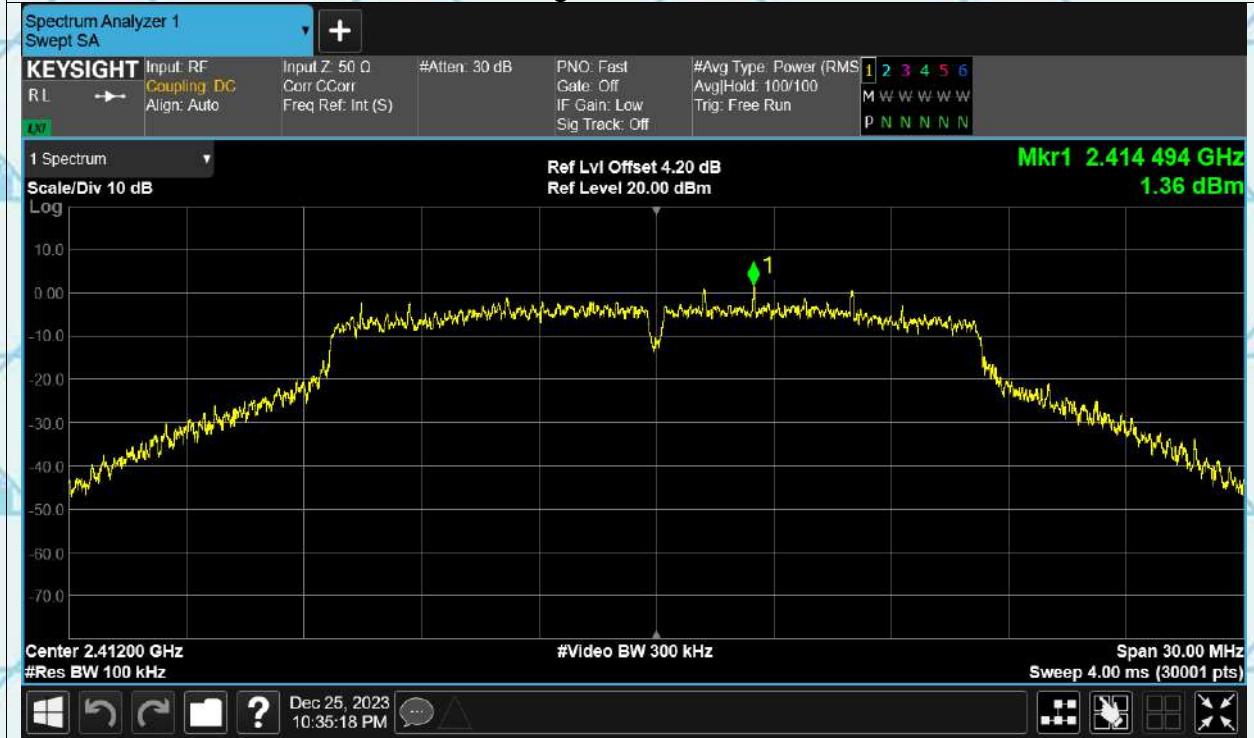 Spectrum Analyzer 1
Swept SA
+
KEYSIGHT
RL
LXI
Input: RF
Coupling: DC
Align: Auto
Input Z: 50 Ω
Corr CCorr
Freq Ref: Int (S)
#Atten: 30 dB
PNO: Fast
Gate: Off
IF Gain: Low
Sig Track: Off
#Avg Type: Power (RMS
Avg|Hold: 100/100
Trig: Free Run
1 2 3 4 5 6
M W W W W W
P N N N N N
1 Spectrum
Scale/Div 10 dB
Log
Ref Lvl Offset 4.20 dB
Ref Level 20.00 dBm
Mkr1 2.414 494 GHz
1.36 dBm
1
10.0
0.00
-10.0
-20.0
-30.0
-40.0
-50.0
-60.0
-70.0
Center 2.41200 GHz
#Res BW 100 kHz
#Video BW 300 kHz
Span 30.00 MHz
Sweep 4.00 ms (30001 pts)
?
Dec 25, 2023
10:35:18 PM